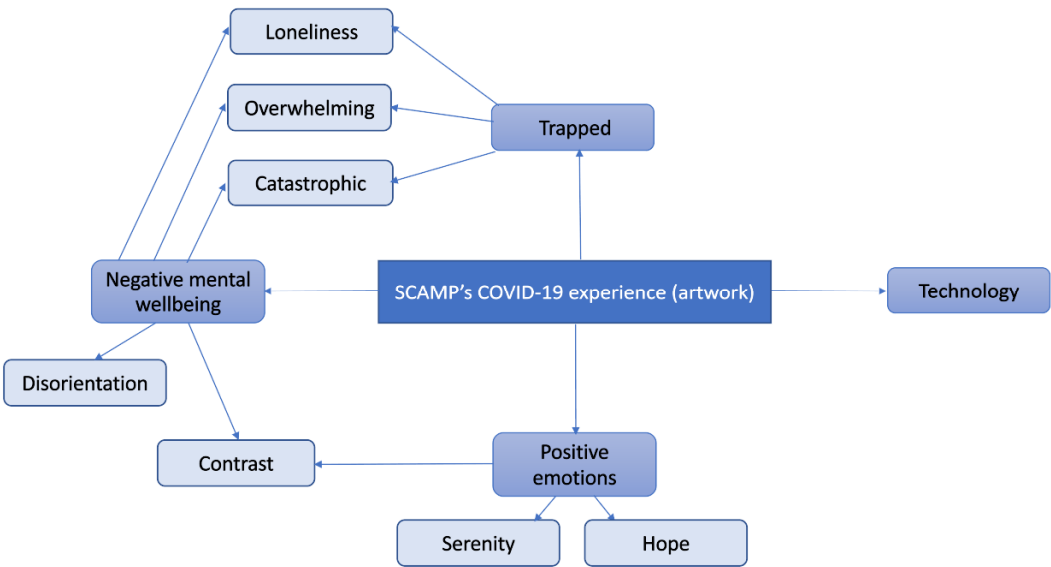 Loneliness
Overwhelming
Trapped
Catastrophic
Negative mental
wellbeing
SCAMP’s COVID-19 experience (artwork)
Technology
Disorientation
Contrast
Positive
emotions
Serenity
Hope